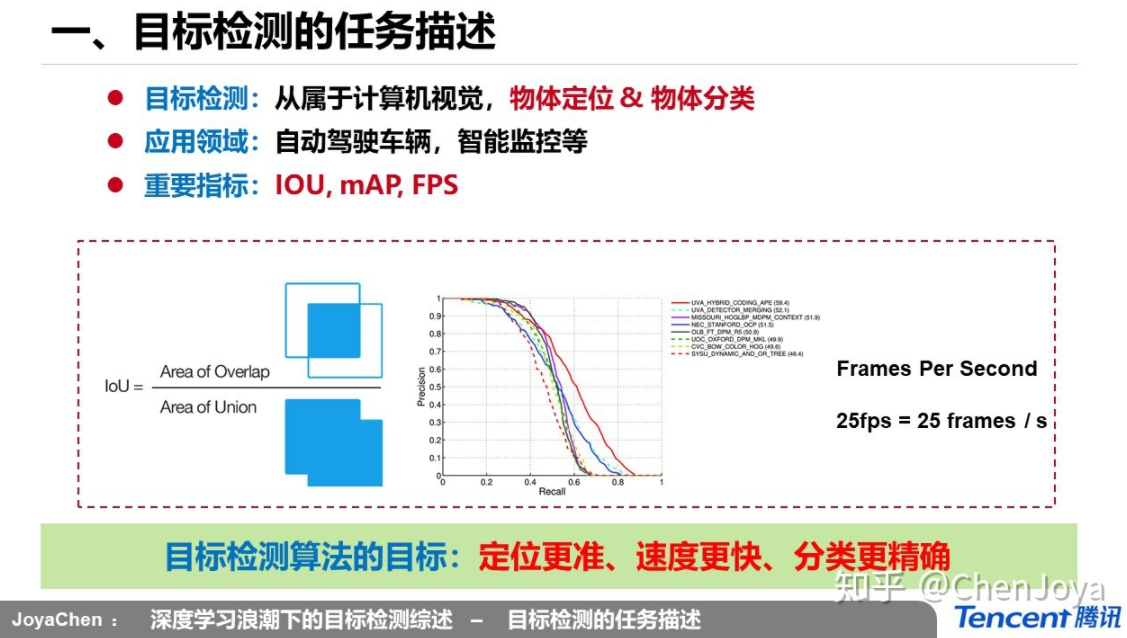 一、目标检测的任务描述
● 目标检测：从属于计算机视觉，物体定位 & 物体分类
● 应用领域：自动驾驶车辆，智能监控等
● 重要指标：IOU, mAP, FPS
IoU =
Area of Overlap
Area of Union
Precision
1
0.9
0.8
0.7
0.6
0.5
0.4
0.3
0.2
0.1
0
0 0.2 0.4 0.6 0.8 1
Recall
UVA_HYBRID_CODING_APE (59.4)
UVA_DETECTOR_MERGING (52.1)
MISSOURI_HOGLBP_MDPM_CONTEXT (51.9)
NEC_STANFORD_OCP (51.5)
OLB_FT_DPM_R5 (50.9)
UOC_OXFORD_DPM_MKL (49.9)
CVC_BOW_COLOR_HOG (49.6)
SYSU_DYNAMIC_AND_OR_TREE (46.4)
Frames Per Second
25fps = 25 frames / s
目标检测算法的目标：定位更准、速度更快、分类更精确
知乎 @ChenJoya
JoyaChen： 深度学习浪潮下的目标检测综述 – 目标检测的任务描述
Tencent腾讯